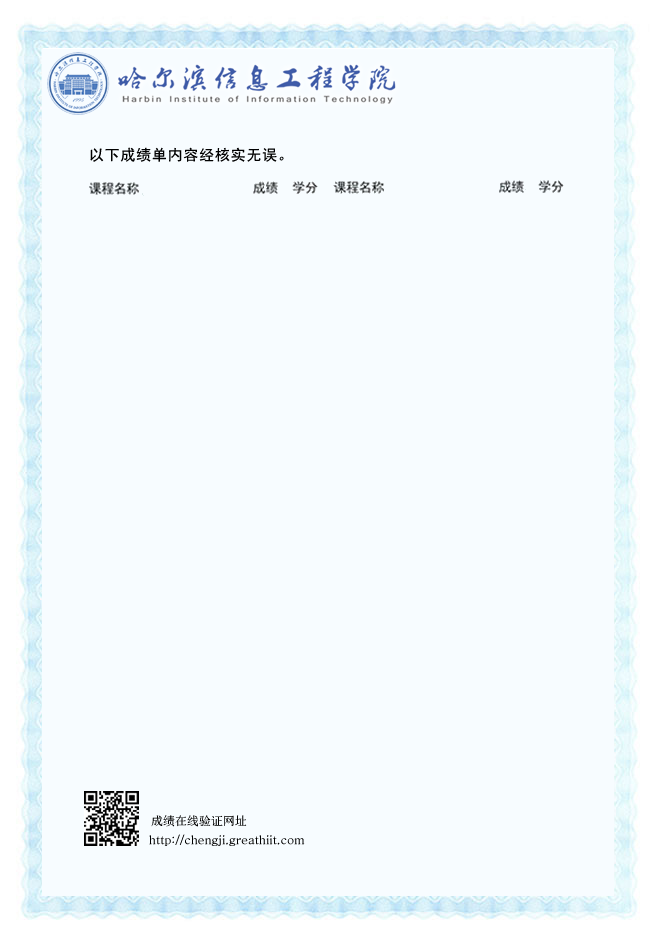 哈尔滨信息工程学院
Harbin Institute of Information Technology
以下成绩单内容经核实无误。
课程名称 成绩 学分 课程名称 成绩 学分
成绩在线验证网址
http://chengji.greathiit.com